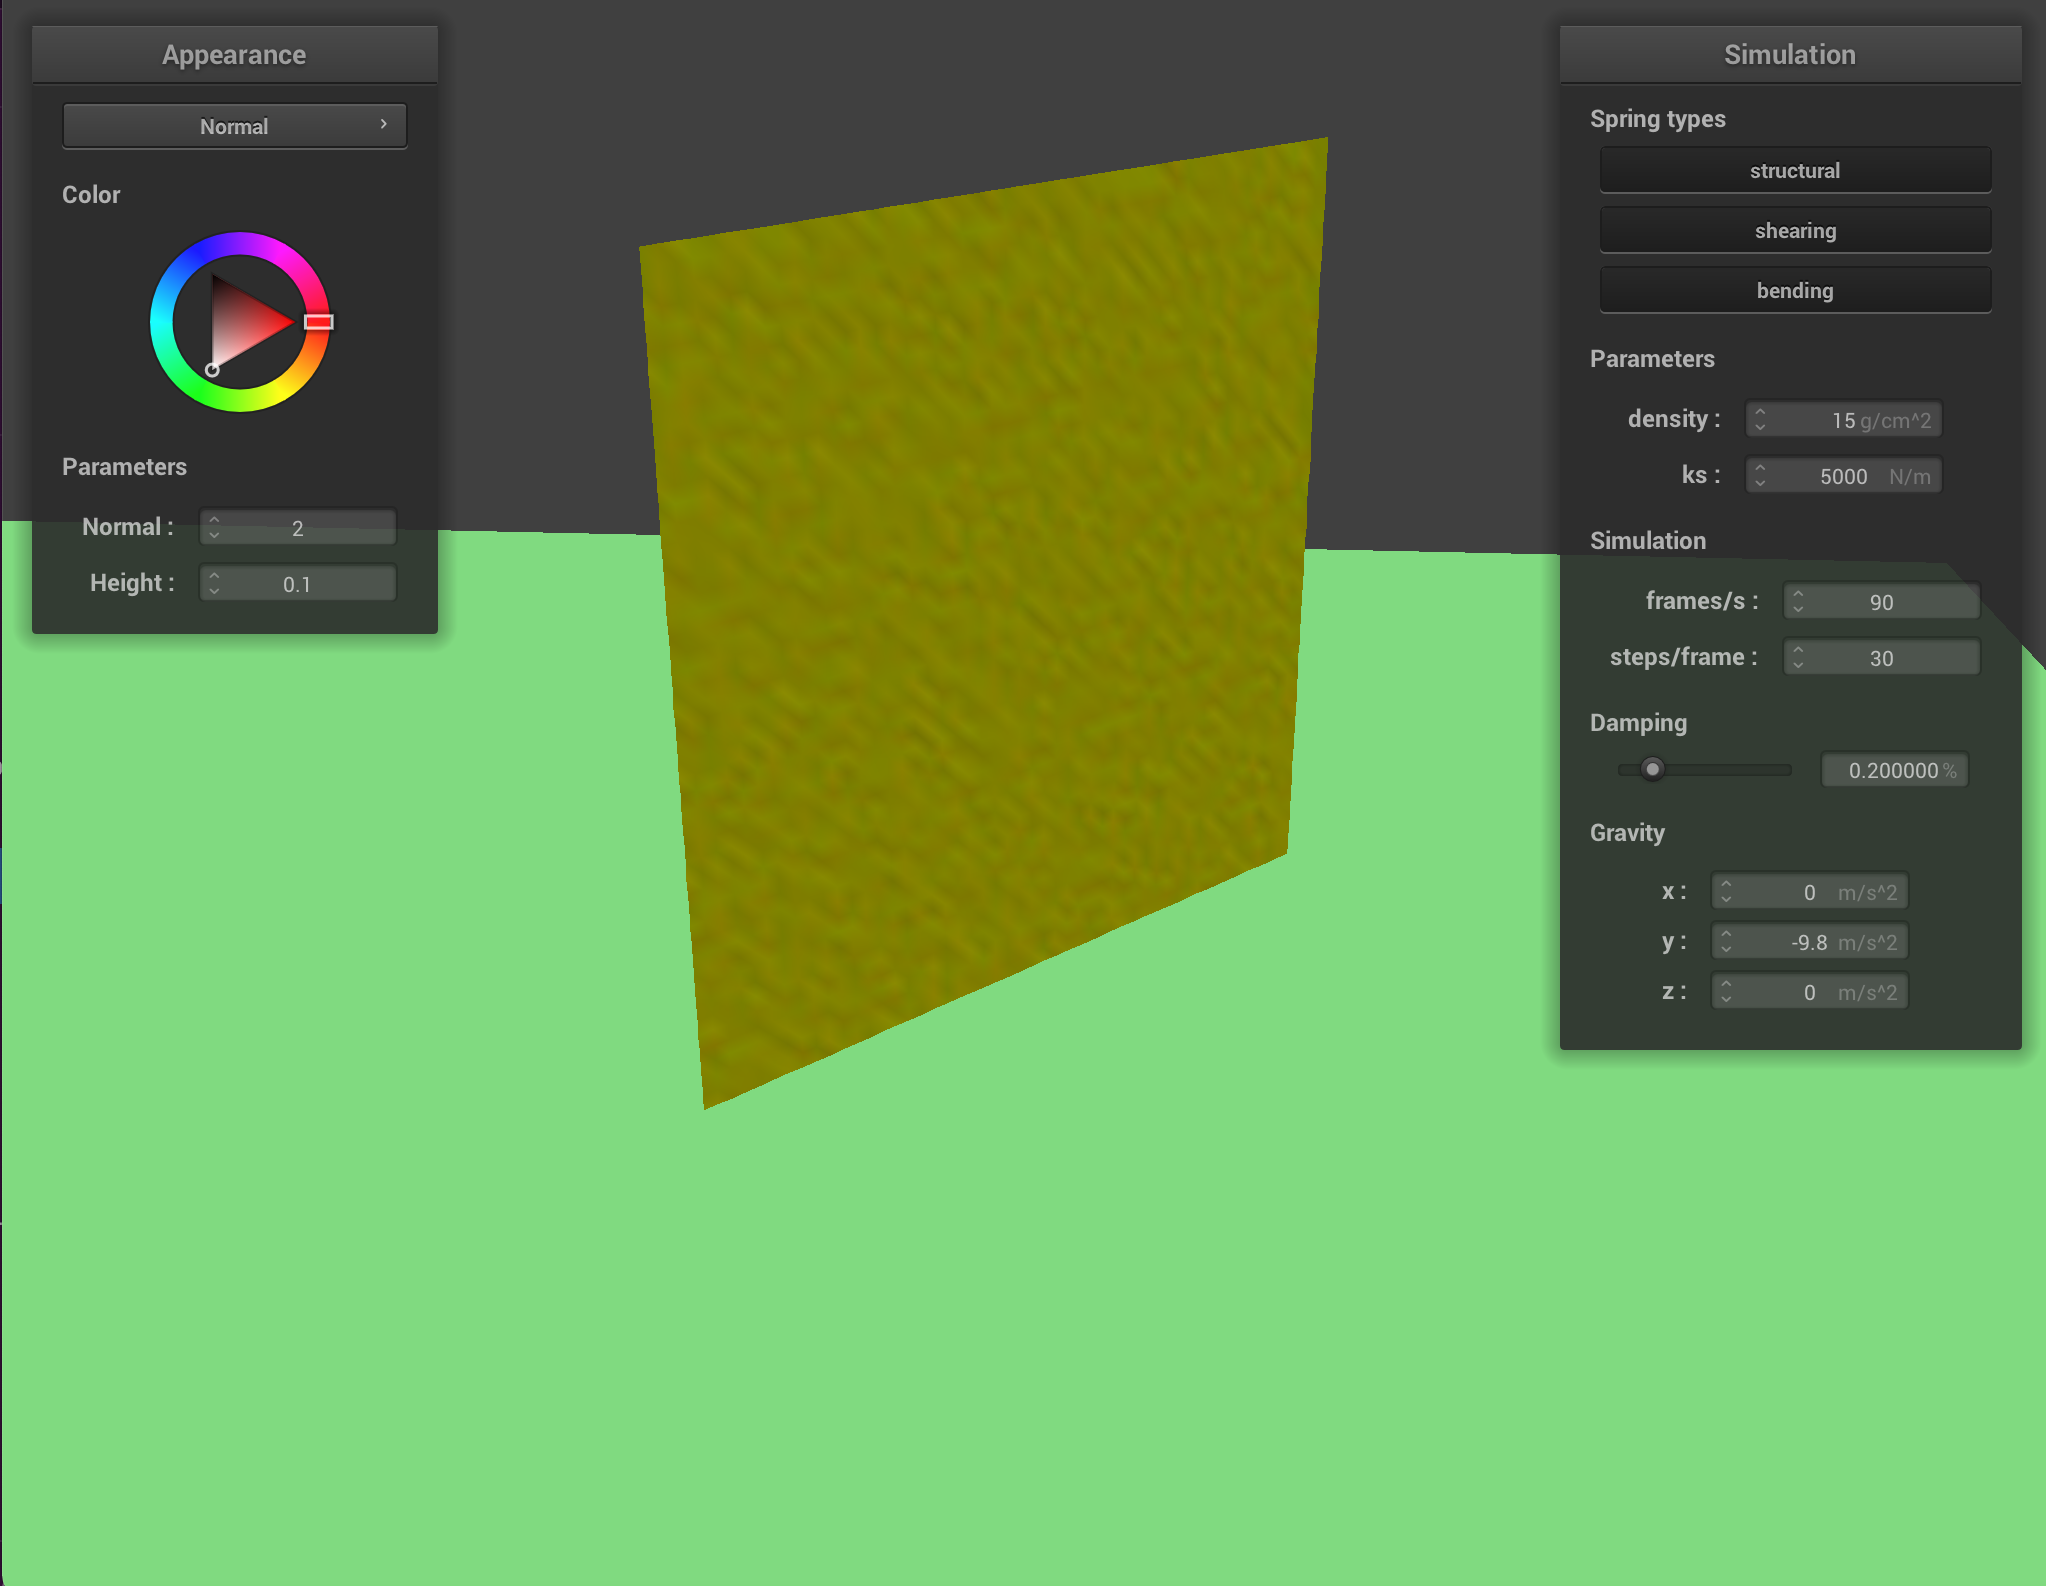 Appearance
Normal
Color
Parameters
Normal : 2
Height : 0.1
Simulation
Spring types
structural
shearing
bending
Parameters
density : 15 g/cm^2
ks : 5000 N/m
Simulation
frames/s : 90
steps/frame : 30
Damping
0.200000 %
Gravity
x : 0 m/s^2
y : -9.8 m/s^2
z : 0 m/s^2